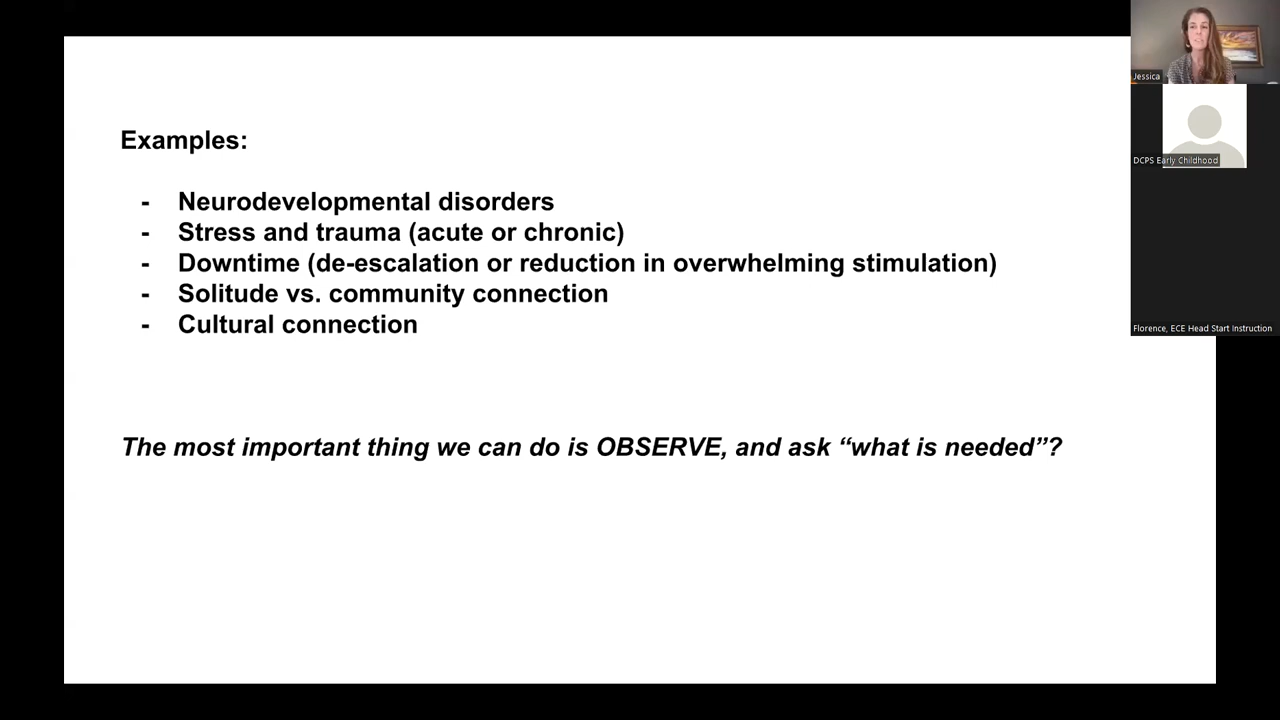 Examples:
- Neurodevelopmental disorders
- Stress and trauma (acute or chronic)
- Downtime (de-escalation or reduction in overwhelming stimulation)
- Solitude vs. community connection
- Cultural connection
The most important thing we can do is OBSERVE, and ask “what is needed”?
Jessica
DCPS Early Childhood
Florence, ECE Head Start Instruction